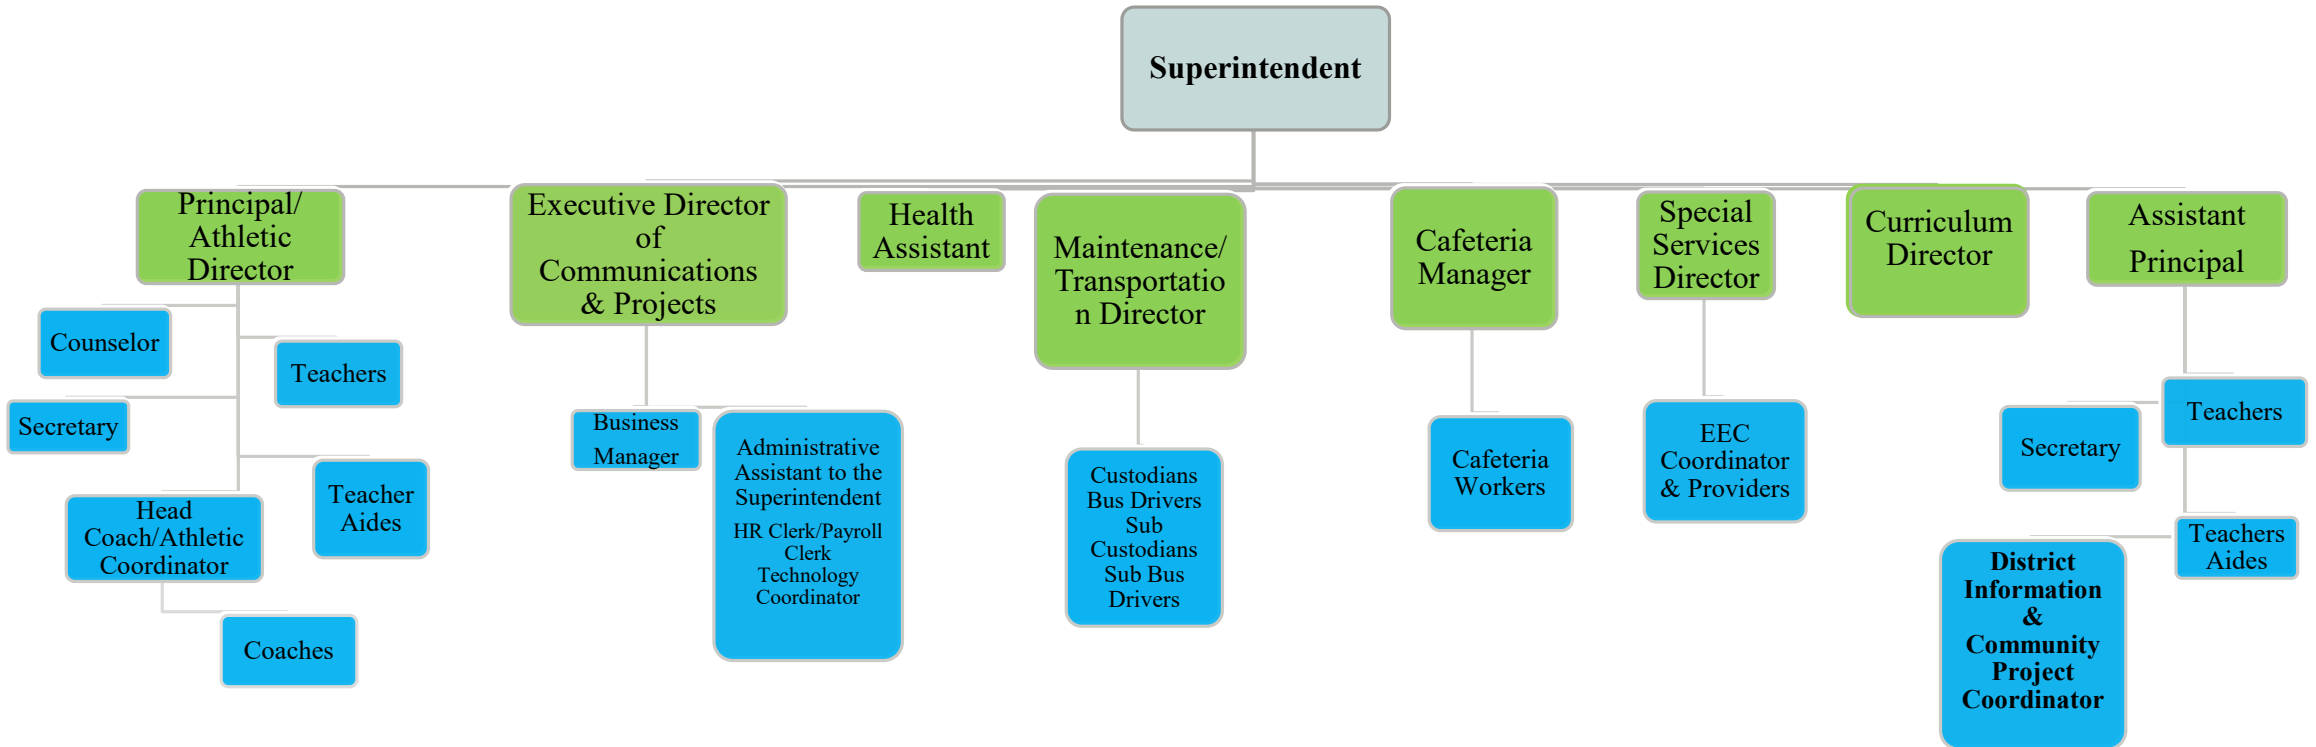 Superintendent
Principal/
Athletic
Director
Executive Director
of
Communications
& Projects
Health
Assistant
Maintenance/
Transportatio
n Director
Cafeteria
Manager
Special
Services
Director
Curriculum
Director
Assistant
Principal
Counselor
Teachers
Secretary
Teacher
Aides
Head
Coach/Athletic
Coordinator
Coaches
Business
Manager
Administrative
Assistant to the
Superintendent
HR Clerk/Payroll
Clerk
Technology
Coordinator
Custodians
Bus Drivers
Sub
Custodians
Sub Bus
Drivers
Cafeteria
Workers
EEC
Coordinator
& Providers
Teachers
Secretary
Teachers
Aides
District
Information
&
Community
Project
Coordinator